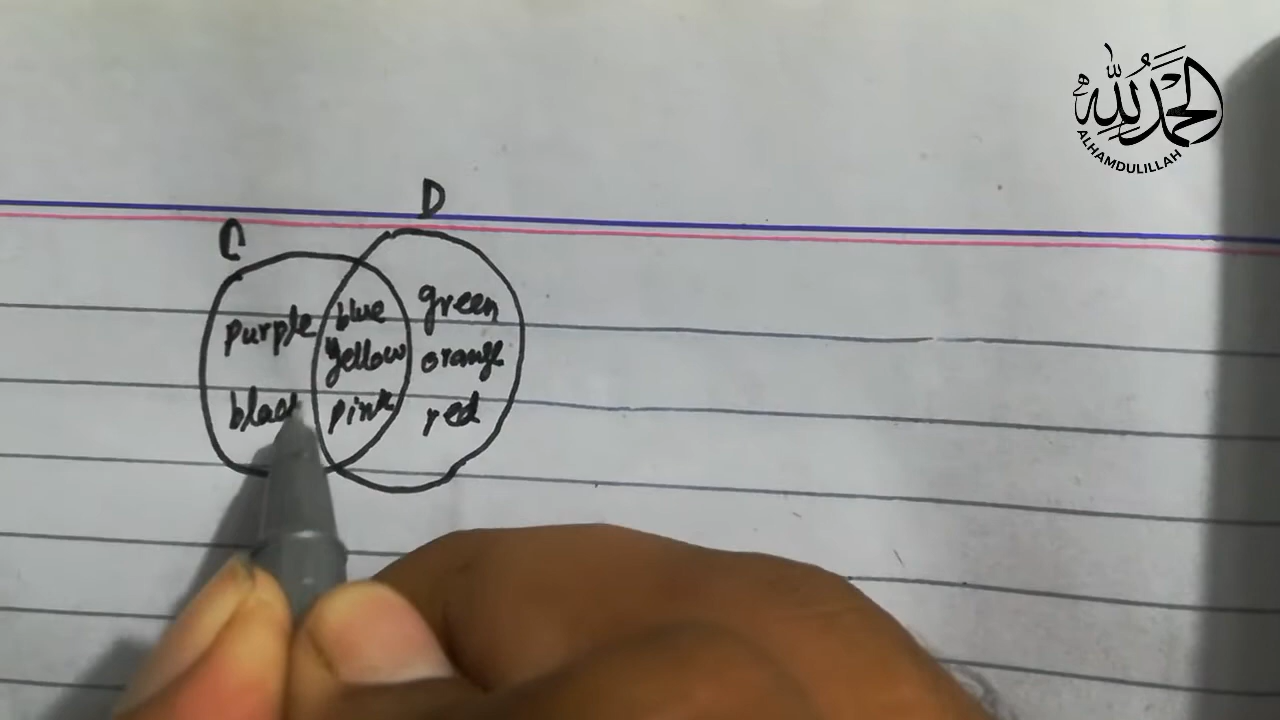 الحمد لله
ALHAMDULILLAH
D
C
purple blue green
yellow orange
black pink red